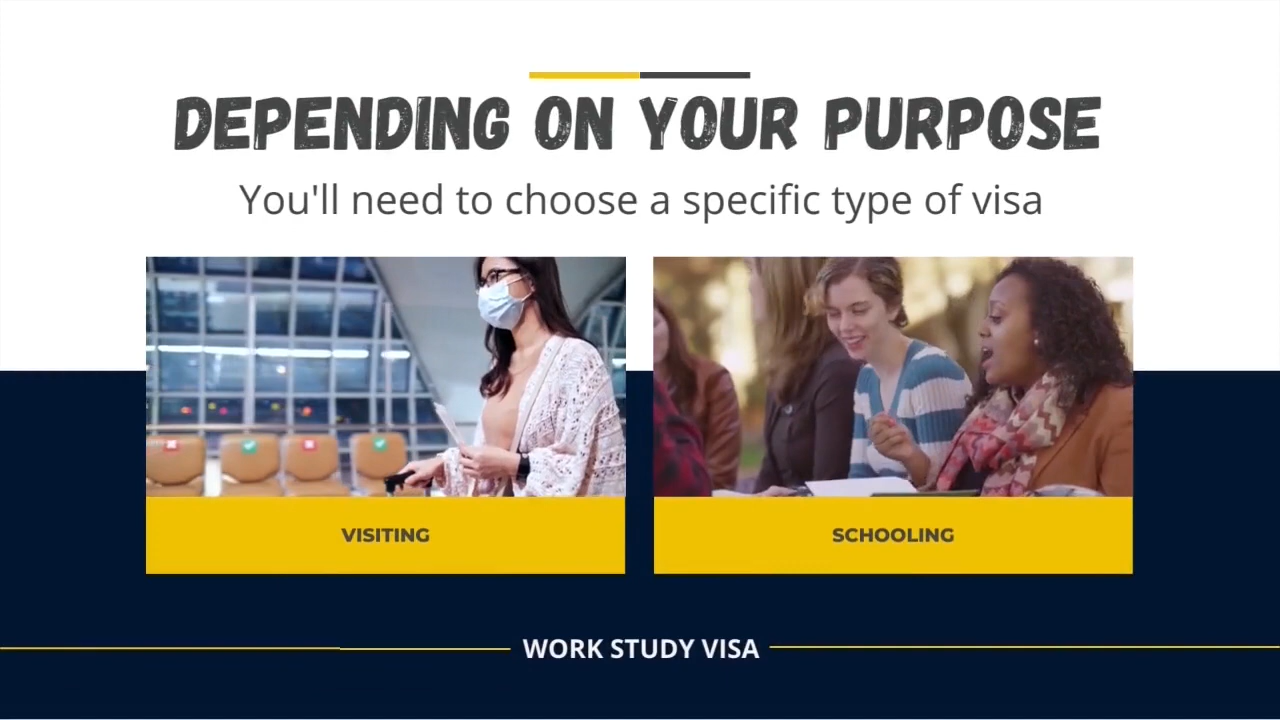 DEPENDING ON YOUR PURPOSE
You'll need to choose a specific type of visa
VISITING
SCHOOLING
WORK STUDY VISA